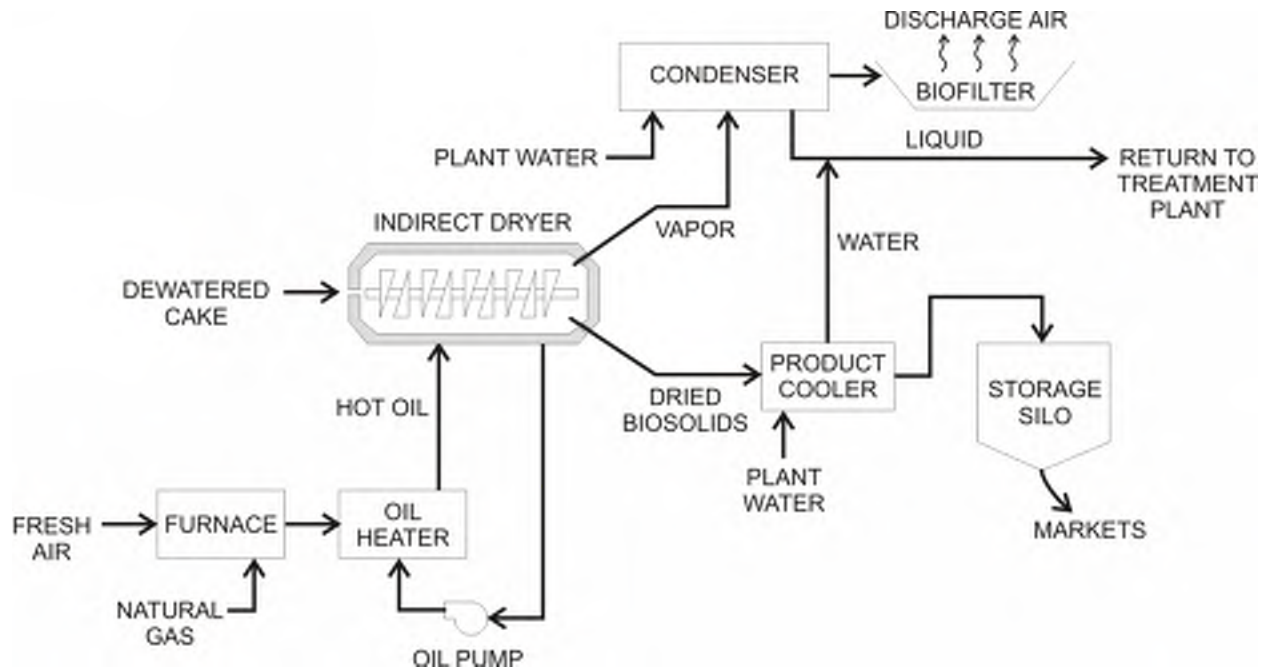 DISCHARGE AIR
CONDENSER
BIOFILTER
LIQUID
PLANT WATER
RETURN TO
TREATMENT
PLANT
INDIRECT DRYER
VAPOR
WATER
DEWATERED
CAKE
PRODUCT
COOLER
STORAGE
SILO
HOT OIL
DRIED
BIOSOLIDS
PLANT
WATER
FRESH
AIR
FURNACE
OIL
HEATER
MARKETS
NATURAL
GAS
OIL PUMP